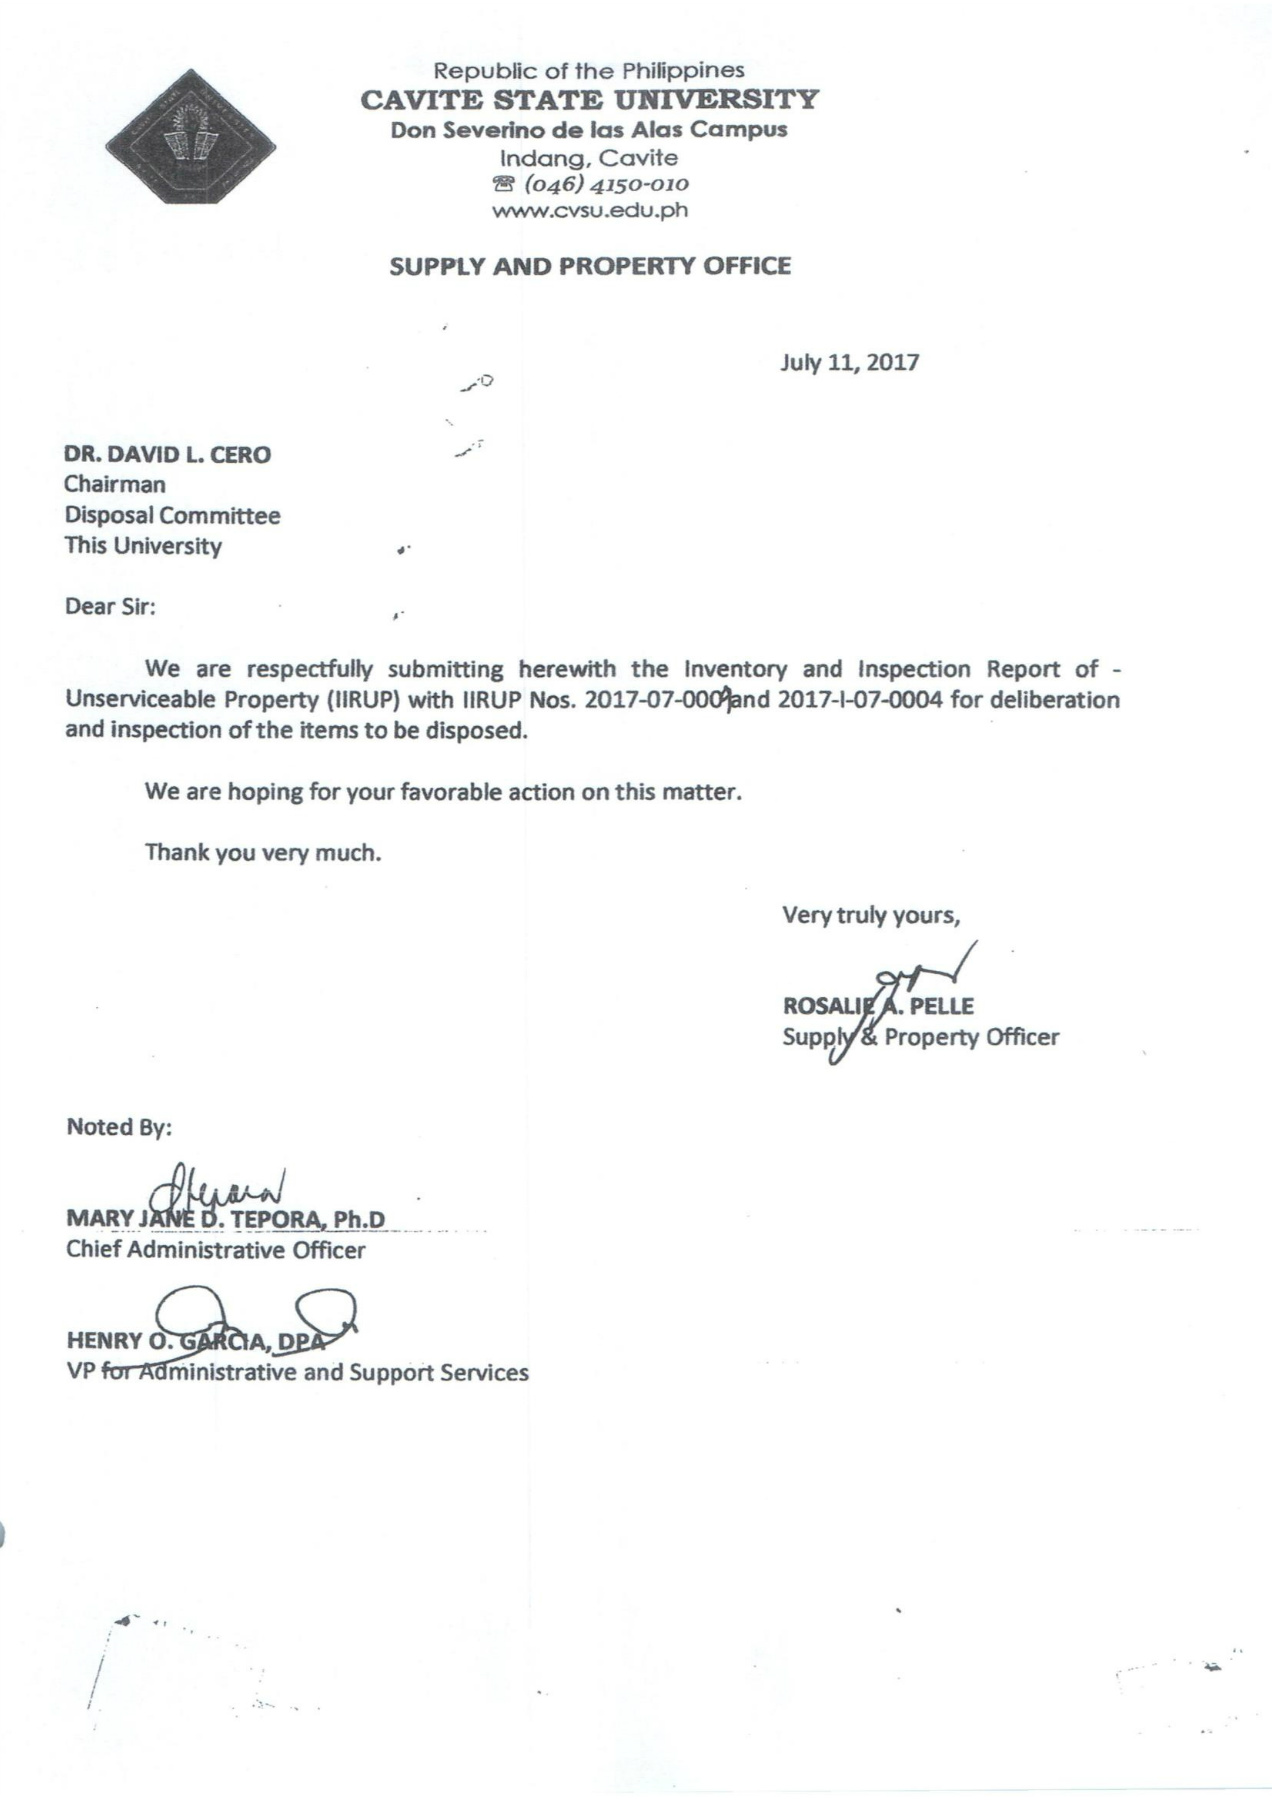 Republic of the Philippines
CAVITE STATE UNIVERSITY
Don Severino de las Alas Campus
Indang, Cavite
☎ (046) 4150-010
www.cvsu.edu.ph
SUPPLY AND PROPERTY OFFICE
July 11, 2017
DR. DAVID L. CERO
Chairman
Disposal Committee
This University
Dear Sir:
We are respectfully submitting herewith the Inventory and Inspection Report of -
Unserviceable Property (IIRUP) with IIRUP Nos. and 2017-I-07-0004 for deliberation
and inspection of the items to be disposed.
We are hoping for your favorable action on this matter.
Thank you very much.
Very truly yours,
ROSALIE A. PELLE
Supply & Property Officer
Noted By:
MARY JANE D. TEPORA, Ph.D
Chief Administrative Officer
HENRY O. GARCIA, DPA
VP for Administrative and Support Services